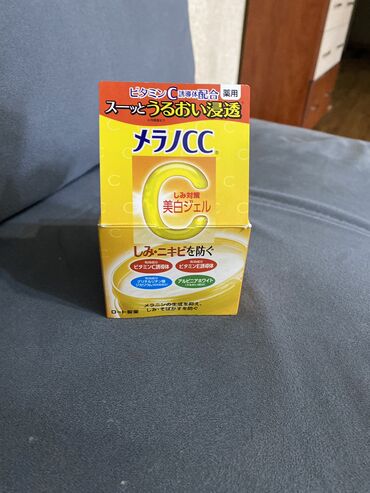 ビタミンC誘導体配合 薬用
スーッとうるおい浸透
メラノCC
C
しみ対策
美白ジェル
しみ・ニキビを防ぐ
ビタミンC誘導体
ビタミンE誘導体
アルピニアホワイト
メラニンの生成を抑え、
しみ・そばかすを防ぐ
ロート製薬